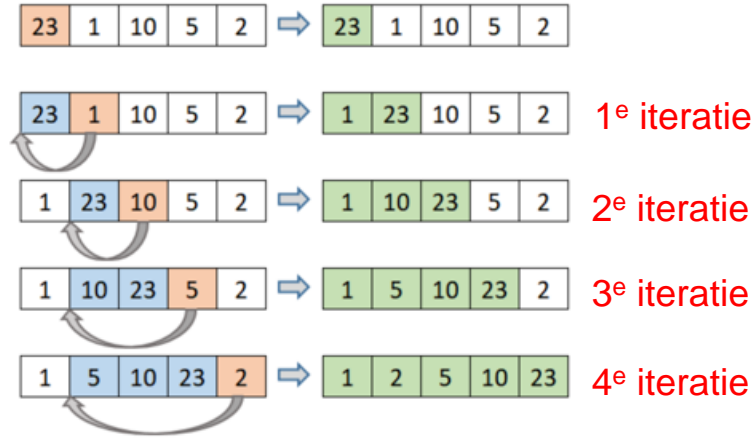 23 1 10 5 2 23 1 10 5 2
23 1 10 5 2 1 23 10 5 2 1e iteratie
1 23 10 5 2 1 10 23 5 2 2e iteratie
1 10 23 5 2 1 5 10 23 2 3e iteratie
1 5 10 23 2 1 2 5 10 23 4e iteratie